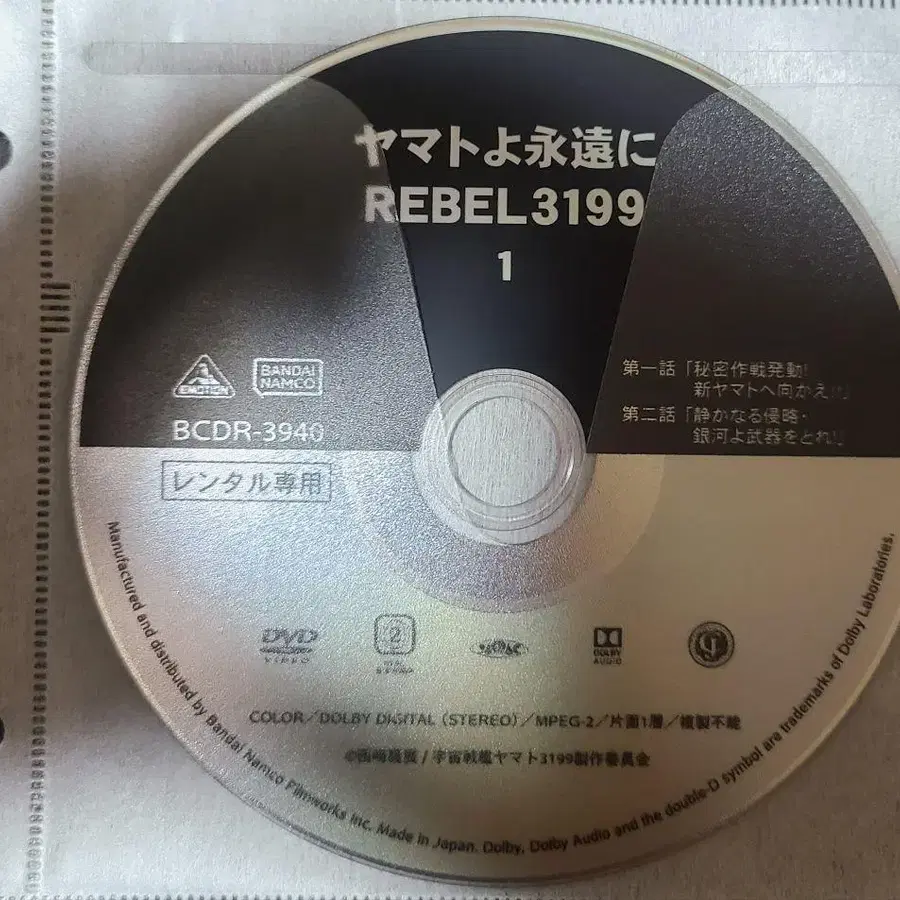 ヤマトよ永遠に
REBEL3199
1
EMOTION
BANDAI
NAMCO
BCDR-3940
レンタル専用
第一話「秘密作戦発動!
新ヤマトへ向かえ!!」
第二話「静かなる侵略・
銀河よ武器をとれ!」
DVD
VIDEO
2
DOLBY
AUDIO
COLOR/DOLBY DIGITAL (STEREO)/MPEG-2/片面1層/複製不能
©西﨑義展/宇宙戦艦ヤマト3199製作委員会
Manufactured and distributed by Bandai Namco Filmworks Inc. Made in Japan. Dolby, Dolby Audio and the double-D symbol are trademarks of Dolby Laboratories.